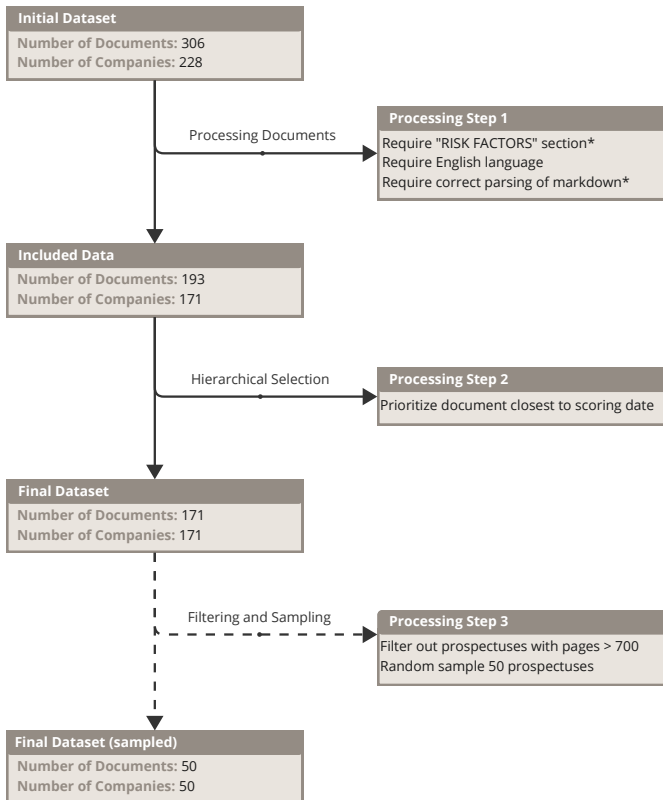 Initial Dataset
Number of Documents: 306
Number of Companies: 228
Processing Documents
Processing Step 1
Require "RISK FACTORS" section*
Require English language
Require correct parsing of markdown*
Included Data
Number of Documents: 193
Number of Companies: 171
Hierarchical Selection
Processing Step 2
Prioritize document closest to scoring date
Final Dataset
Number of Documents: 171
Number of Companies: 171
Filtering and Sampling
Processing Step 3
Filter out prospectuses with pages > 700
Random sample 50 prospectuses
Final Dataset (sampled)
Number of Documents: 50
Number of Companies: 50